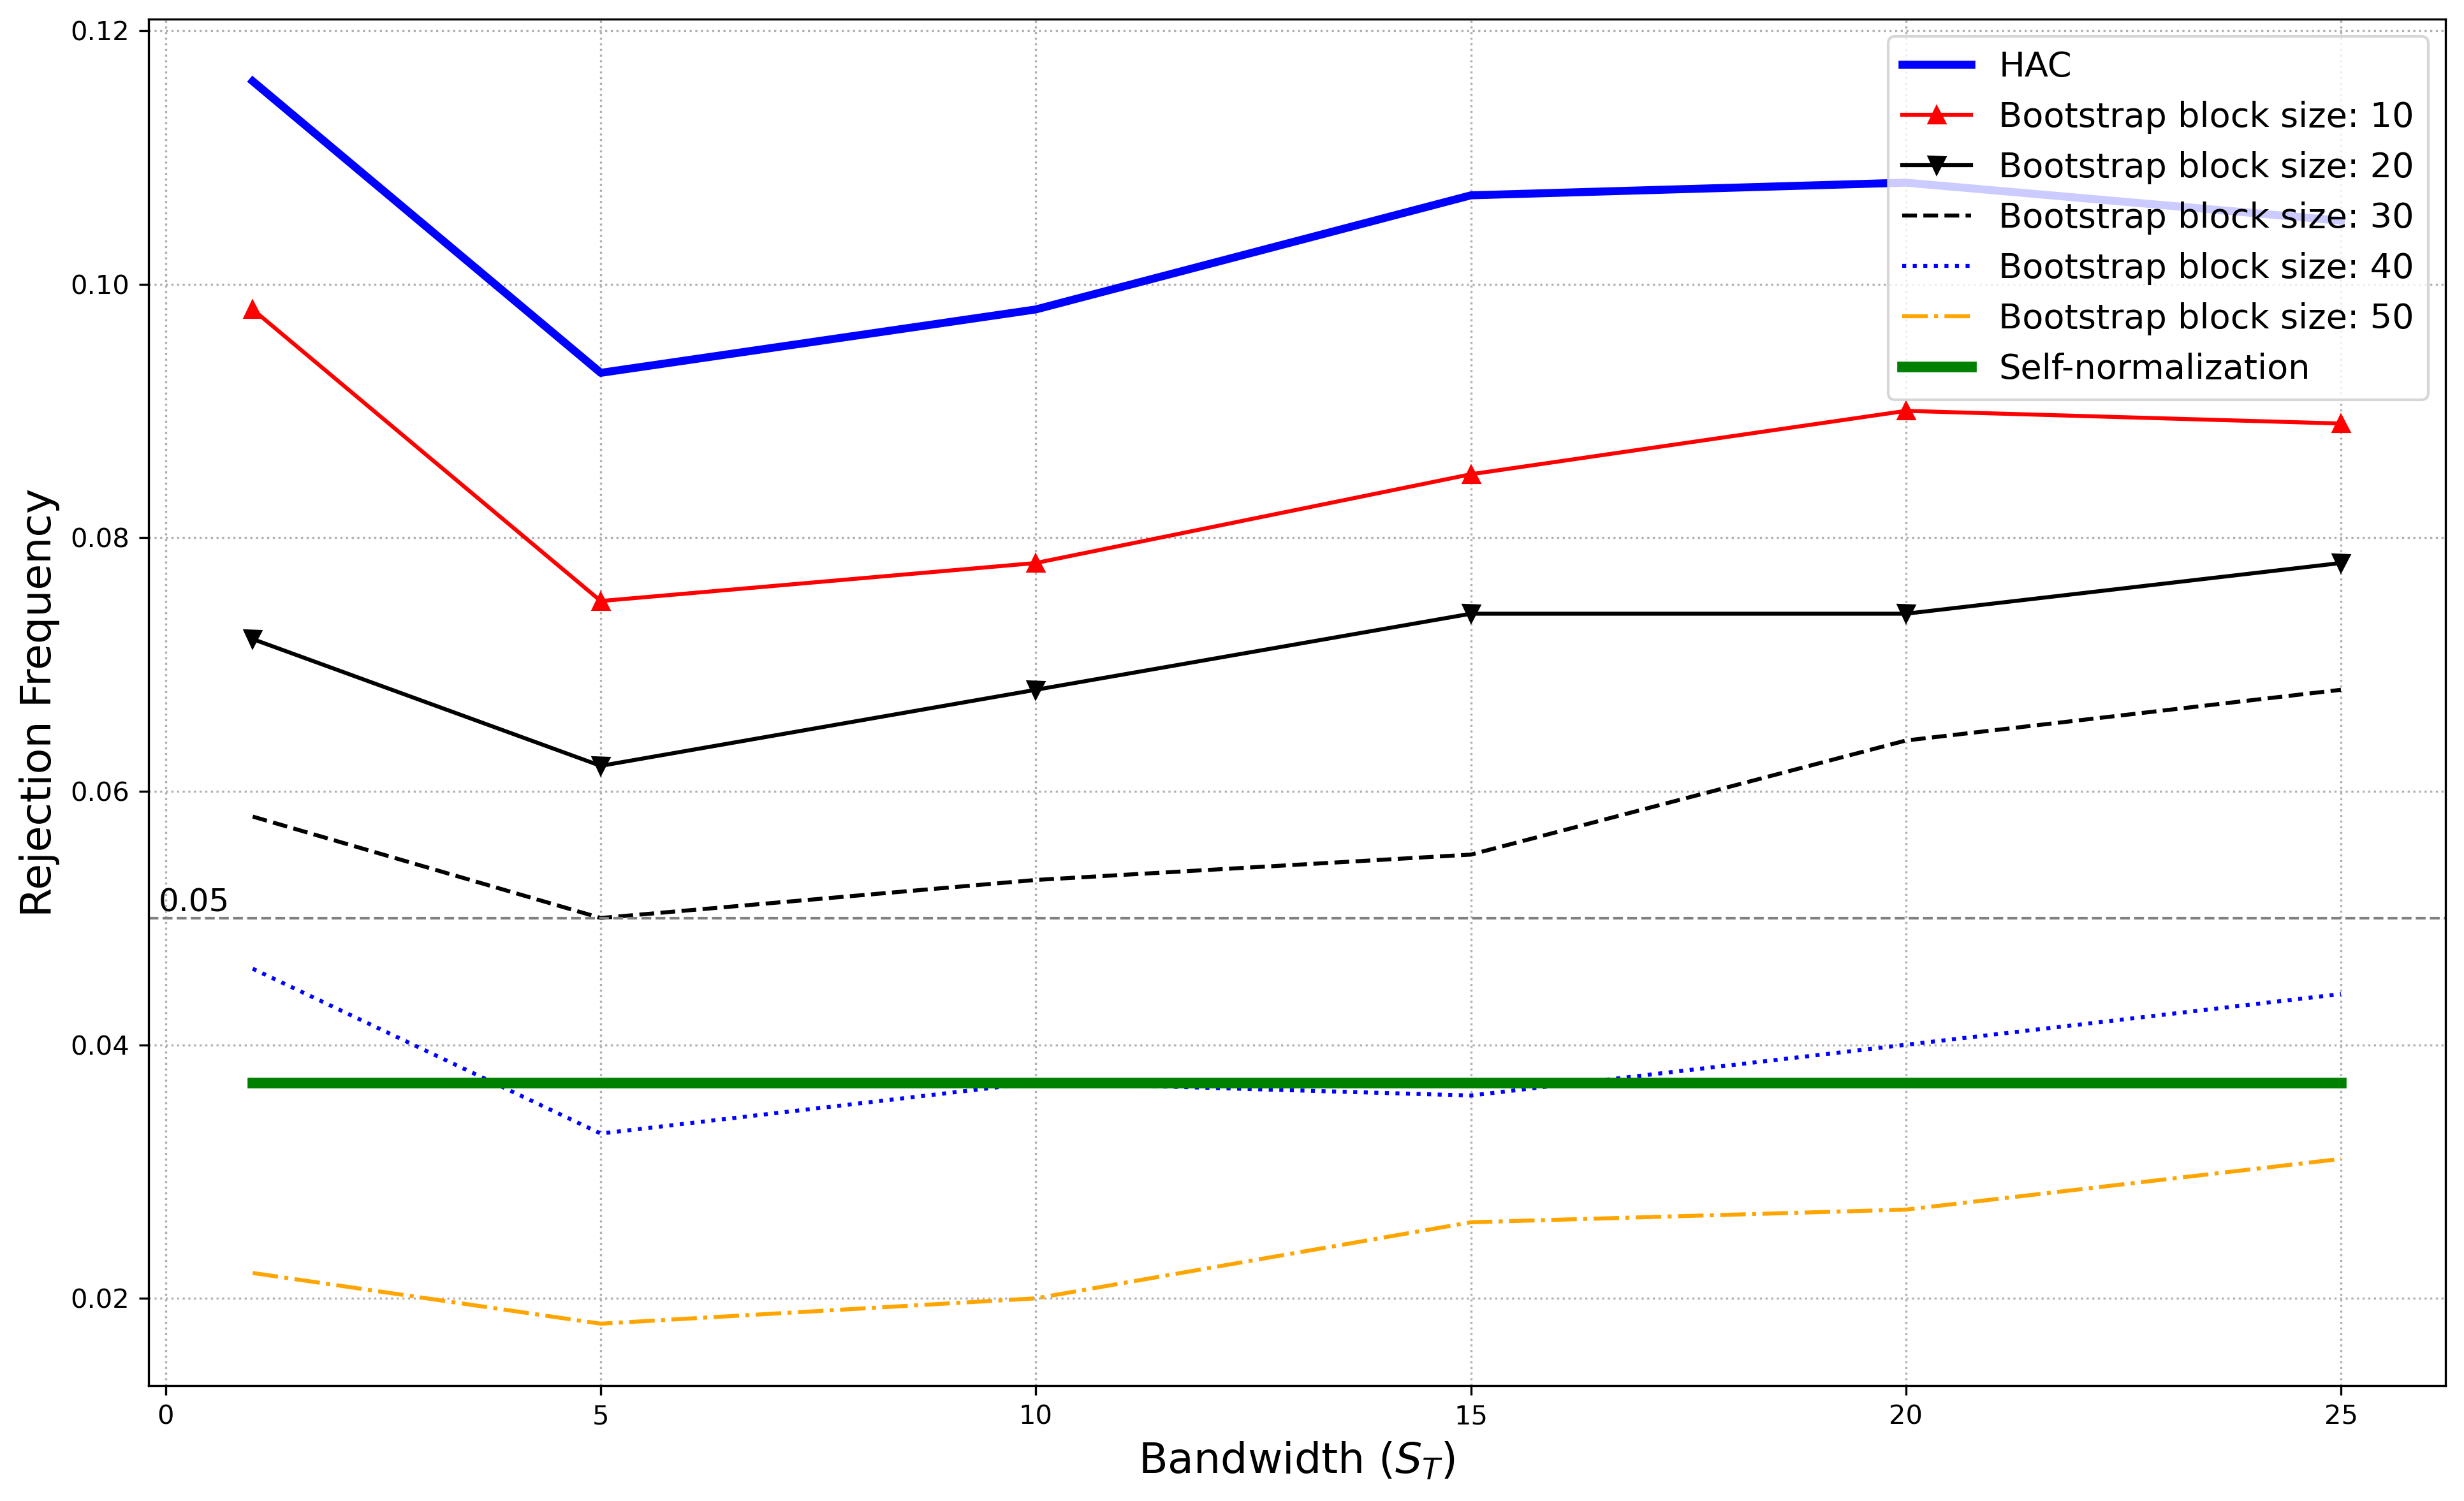 0.12
0.10
0.08
0.06
0.04
0.02
Rejection Frequency
0.05
HAC
Bootstrap block size: 10
Bootstrap block size: 20
Bootstrap block size: 30
Bootstrap block size: 40
Bootstrap block size: 50
Self-normalization
0 5 10 15 20 25
Bandwidth (S_T)